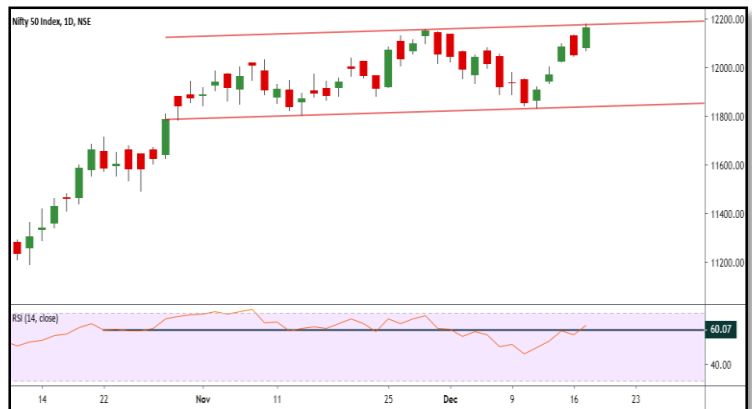 Nifty 50 Index, 1D, NSE
12200.00
12000.00
11800.00
11600.00
11400.00
11200.00
RSI (14, close)
60.07
40.00
14 22 Nov 11 25 Dec 9 16 23